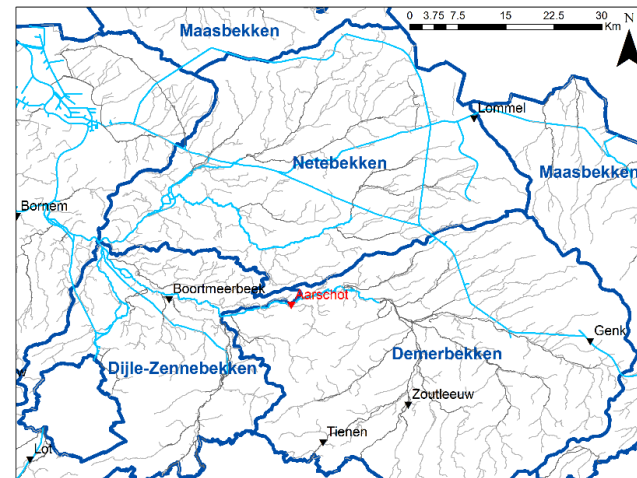 Maasbekken
0 3.75 7.5 15 22.5 30
Km
N
Lommel
Netebekken
Maasbekken
Bornem
Boortmeerbeek
Aarschot
Genk
Dijle-Zennebekken
Demerbekken
Zoutleeuw
Tienen
Lot